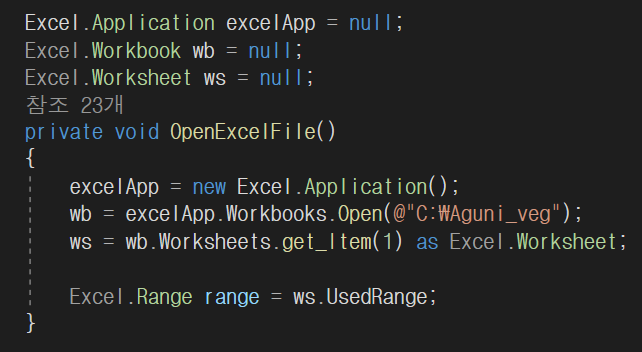 Excel.Application excelApp = null;
Excel.Workbook wb = null;
Excel.Worksheet ws = null;
참조 23개
private void OpenExcelFile()
{
excelApp = new Excel.Application();
wb = excelApp.Workbooks.Open(@"C:₩Aguni_veg");
ws = wb.Worksheets.get_Item(1) as Excel.Worksheet;
Excel.Range range = ws.UsedRange;
}